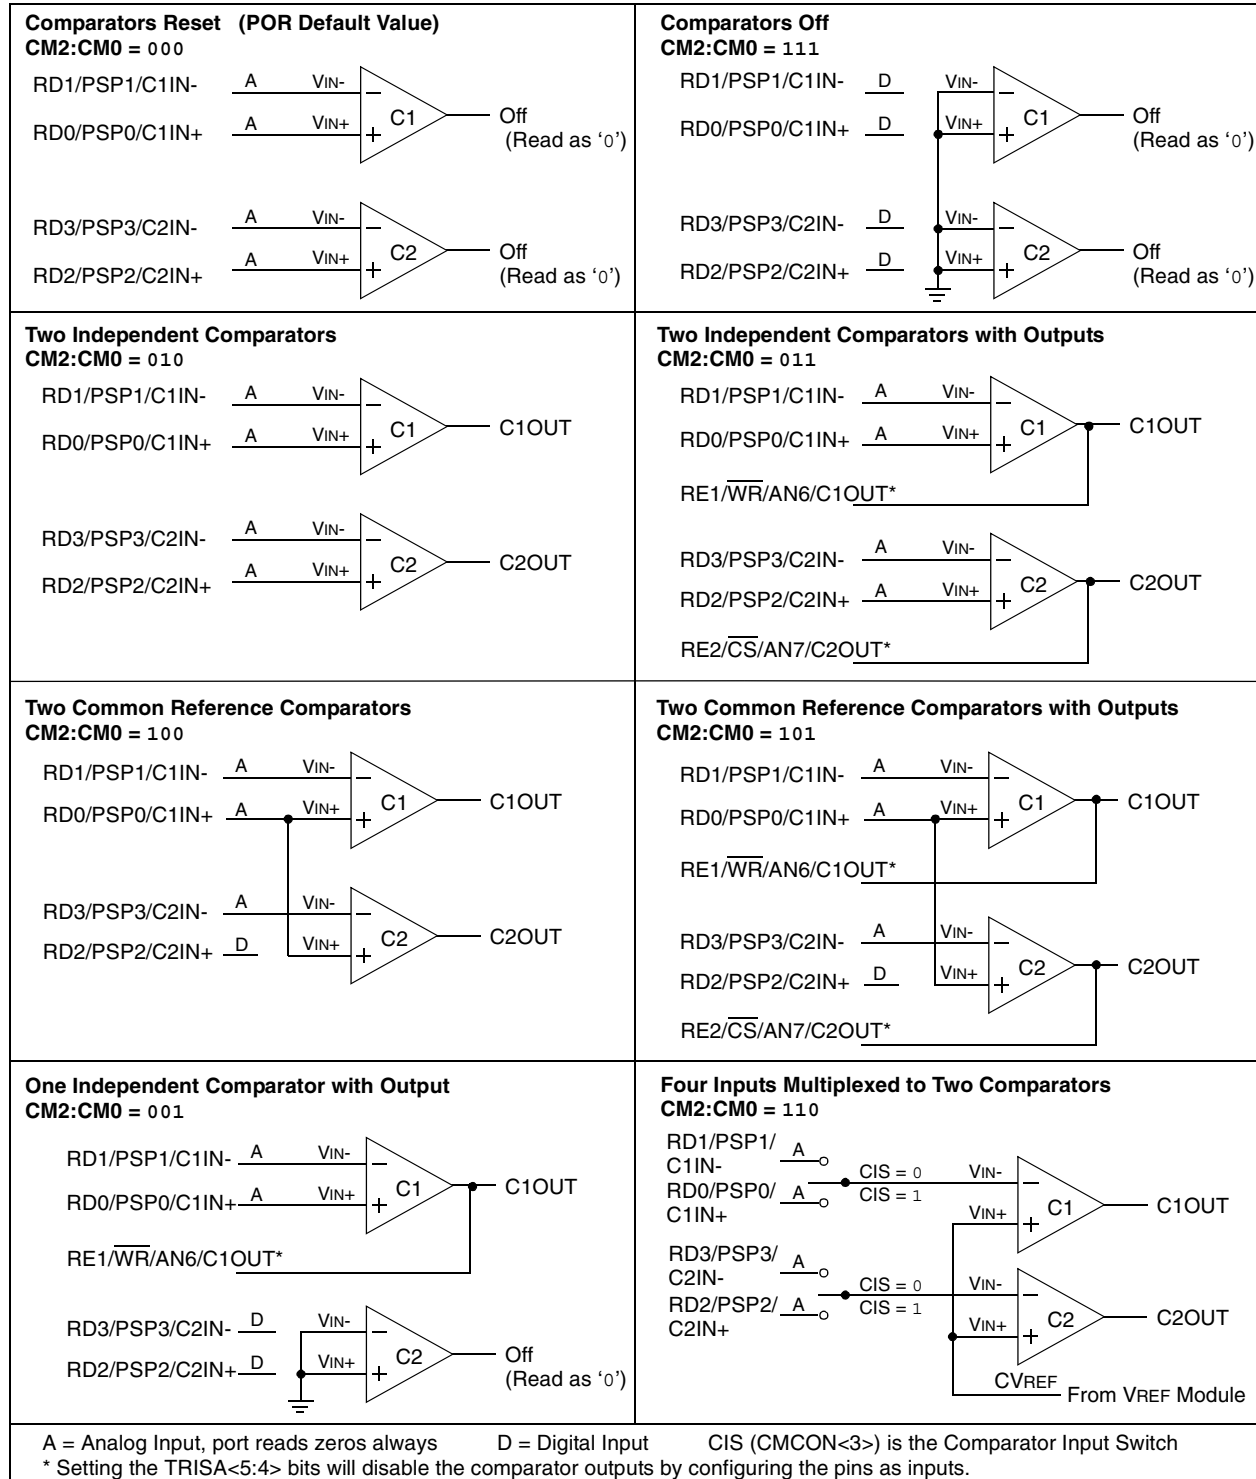 Comparators Reset (POR Default Value)
CM2:CM0 = 000
RD1/PSP1/C1IN- A VIN-
RD0/PSP0/C1IN+ A VIN+
C1
Off
(Read as ‘0’)
RD3/PSP3/C2IN- A VIN-
RD2/PSP2/C2IN+ A VIN+
C2
Off
(Read as ‘0’)
Comparators Off
CM2:CM0 = 111
RD1/PSP1/C1IN- D VIN-
RD0/PSP0/C1IN+ D VIN+
C1
Off
(Read as ‘0’)
RD3/PSP3/C2IN- D VIN-
RD2/PSP2/C2IN+ D VIN+
C2
Off
(Read as ‘0’)
Two Independent Comparators
CM2:CM0 = 010
RD1/PSP1/C1IN- A VIN-
RD0/PSP0/C1IN+ A VIN+
C1
C1OUT
RD3/PSP3/C2IN- A VIN-
RD2/PSP2/C2IN+ A VIN+
C2
C2OUT
Two Independent Comparators with Outputs
CM2:CM0 = 011
RD1/PSP1/C1IN- A VIN-
RD0/PSP0/C1IN+ A VIN+
C1
C1OUT
RE1/WR/AN6/C1OUT*
RD3/PSP3/C2IN- A VIN-
RD2/PSP2/C2IN+ A VIN+
C2
C2OUT
RE2/CS/AN7/C2OUT*
Two Common Reference Comparators
CM2:CM0 = 100
RD1/PSP1/C1IN- A VIN-
RD0/PSP0/C1IN+ A VIN+
C1
C1OUT
RD3/PSP3/C2IN- A VIN-
RD2/PSP2/C2IN+ D VIN+
C2
C2OUT
Two Common Reference Comparators with Outputs
CM2:CM0 = 101
RD1/PSP1/C1IN- A VIN-
RD0/PSP0/C1IN+ A VIN+
C1
C1OUT
RE1/WR/AN6/C1OUT*
RD3/PSP3/C2IN- A VIN-
RD2/PSP2/C2IN+ D VIN+
C2
C2OUT
RE2/CS/AN7/C2OUT*
One Independent Comparator with Output
CM2:CM0 = 001
RD1/PSP1/C1IN- A VIN-
RD0/PSP0/C1IN+ A VIN+
C1
C1OUT
RE1/WR/AN6/C1OUT*
RD3/PSP3/C2IN- D VIN-
RD2/PSP2/C2IN+ D VIN+
C2
Off
(Read as ‘0’)
Four Inputs Multiplexed to Two Comparators
CM2:CM0 = 110
RD1/PSP1/
C1IN-
A
RD0/PSP0/
C1IN+
A
CIS = 0
CIS = 1
VIN-
VIN+
C1
C1OUT
RD3/PSP3/
C2IN-
A
RD2/PSP2/
C2IN+
A
CIS = 0
CIS = 1
VIN-
VIN+
C2
C2OUT
CVREF
From VREF Module
A = Analog Input, port reads zeros always D = Digital Input CIS (CMCON<3>) is the Comparator Input Switch
* Setting the TRISA<5:4> bits will disable the comparator outputs by configuring the pins as inputs.